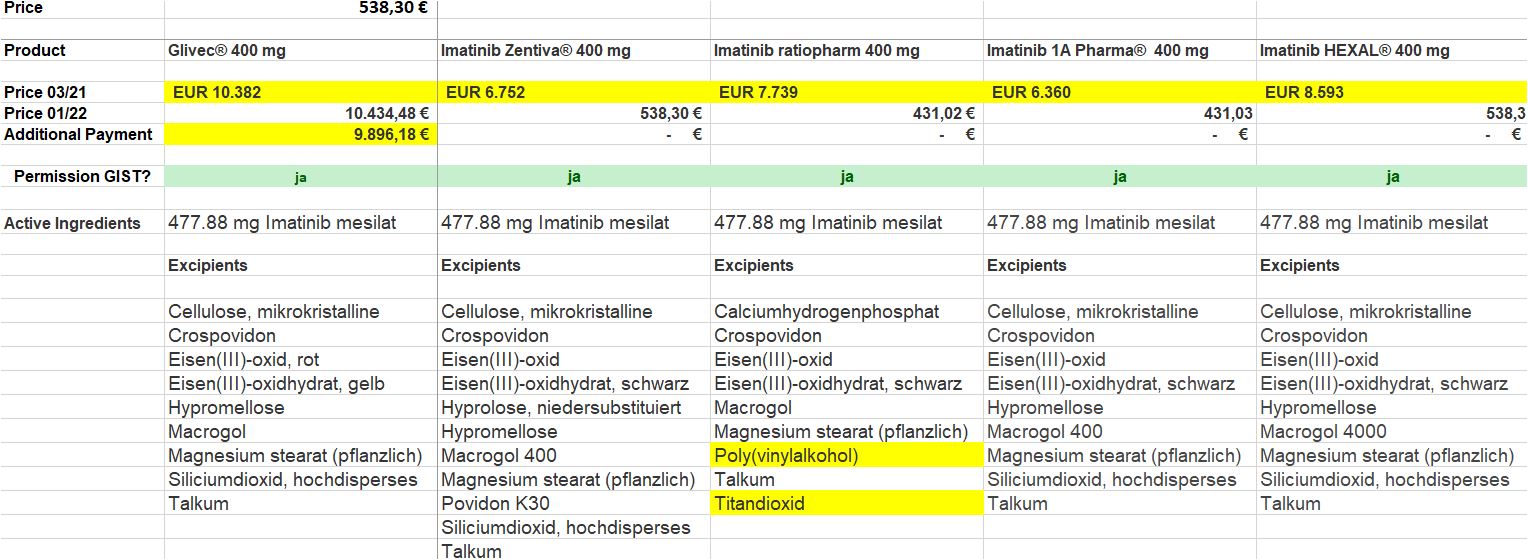 Price 538,30 €
Product Glivec® 400 mg Imatinib Zentiva® 400 mg Imatinib ratiopharm 400 mg Imatinib 1A Pharma® 400 mg Imatinib HEXAL® 400 mg
Price 03/21 EUR 10.382 EUR 6.752 EUR 7.739 EUR 6.360 EUR 8.593
Price 01/22 10.434,48 € 538,30 € 431,02 € 431,03 538,3
Additional Payment 9.896,18 € - € - € - € - €
Permission GIST? ja ja ja ja ja
Active Ingredients 477.88 mg Imatinib mesilat 477.88 mg Imatinib mesilat 477.88 mg Imatinib mesilat 477.88 mg Imatinib mesilat 477.88 mg Imatinib mesilat
Excipients Excipients Excipients Excipients Excipients
Cellulose, mikrokristalline Cellulose, mikrokristalline Calciumhydrogenphosphat Cellulose, mikrokristalline Cellulose, mikrokristalline
Crospovidon Crospovidon Crospovidon Crospovidon Crospovidon
Eisen(III)-oxid, rot Eisen(III)-oxid Eisen(III)-oxid Eisen(III)-oxid Eisen(III)-oxid
Eisen(III)-oxidhydrat, gelb Eisen(III)-oxidhydrat, schwarz Eisen(III)-oxidhydrat, schwarz Eisen(III)-oxidhydrat, schwarz Eisen(III)-oxidhydrat, schwarz
Hypromellose Hyprolose, niedersubstituiert Macrogol Hypromellose Hypromellose
Macrogol Hypromellose Magnesium stearat (pflanzlich) Macrogol 400 Macrogol 4000
Magnesium stearat (pflanzlich) Macrogol 400 Poly(vinylalkohol) Magnesium stearat (pflanzlich) Magnesium stearat (pflanzlich)
Siliciumdioxid, hochdisperses Magnesium stearat (pflanzlich) Talkum Siliciumdioxid, hochdisperses Siliciumdioxid, hochdisperses
Talkum Povidon K30 Titandioxid Talkum Talkum
Siliciumdioxid, hochdisperses
Talkum